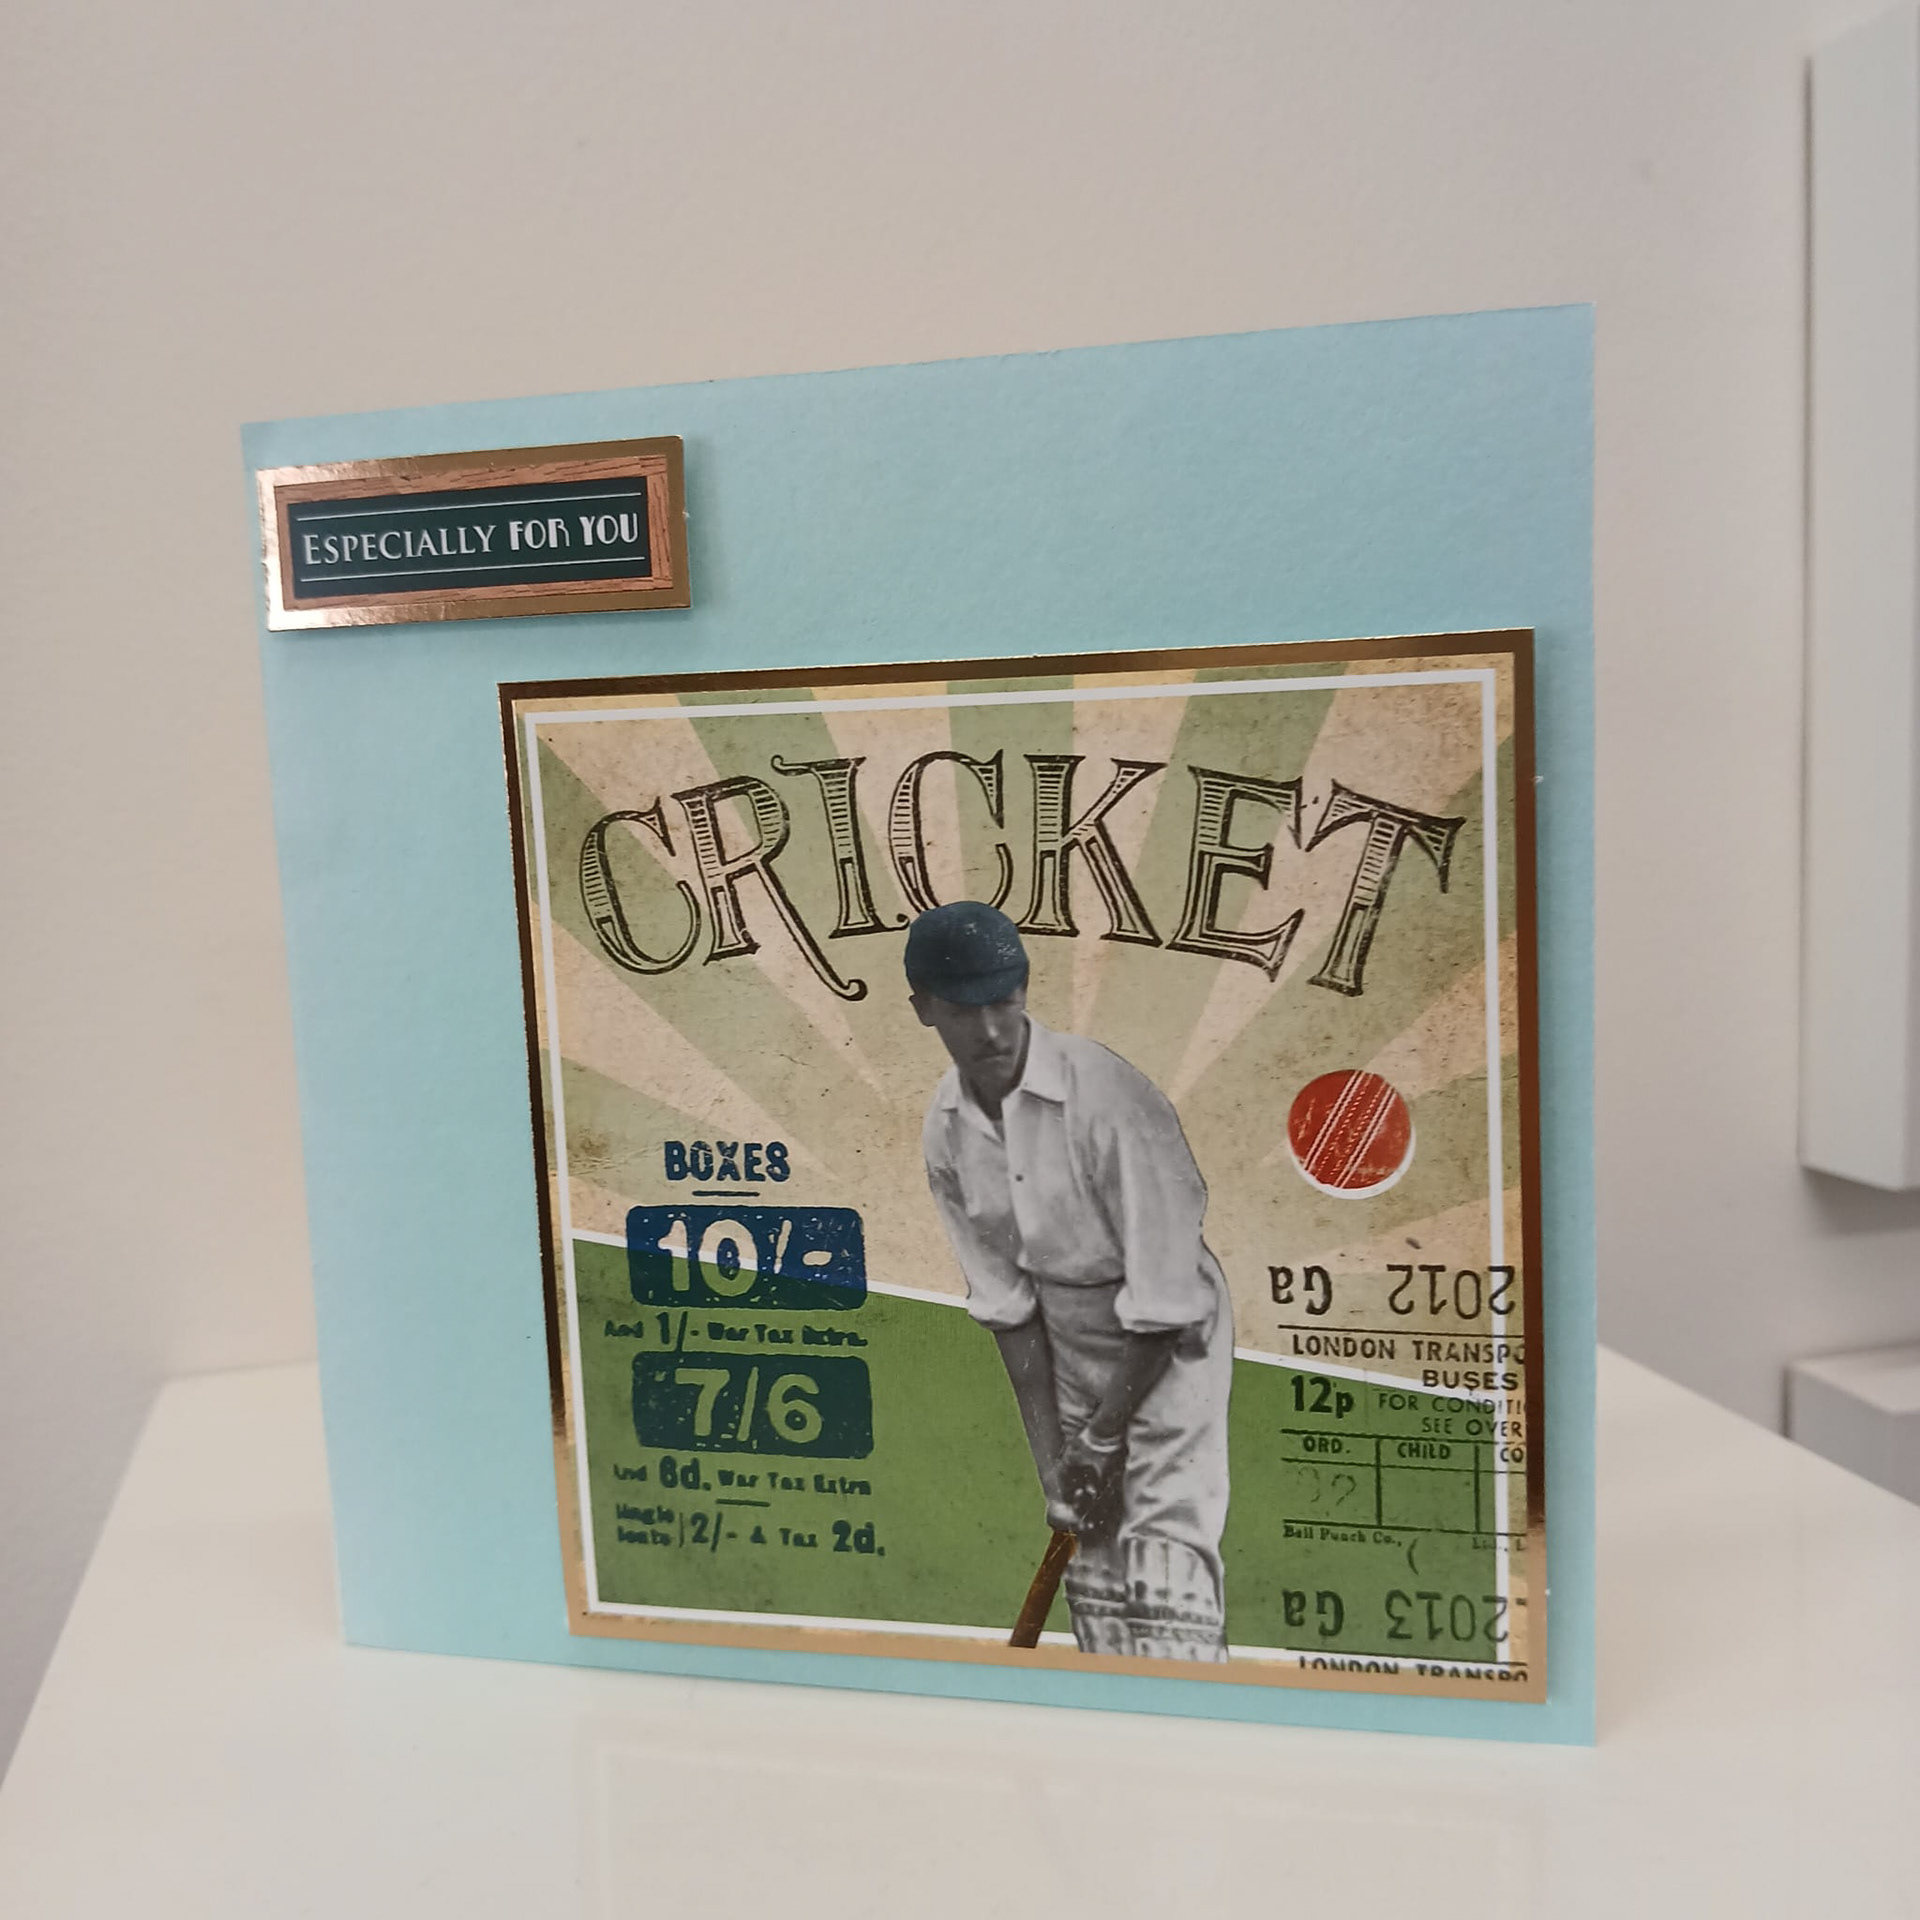 ESPECIALLY FOR YOU
CRICKET
BOXES
10/-
And 1/- War Tax Extra
7/6
And 6d. War Tax Extra
2/- & Tax 2d.
Ga 2012
LONDON TRANSPO
BUSES
12p FOR CONDITI
SEE OVER
ORD. CHILD CO
Bell Punch Co.,
Ga 2013
LONDON TRANSPO